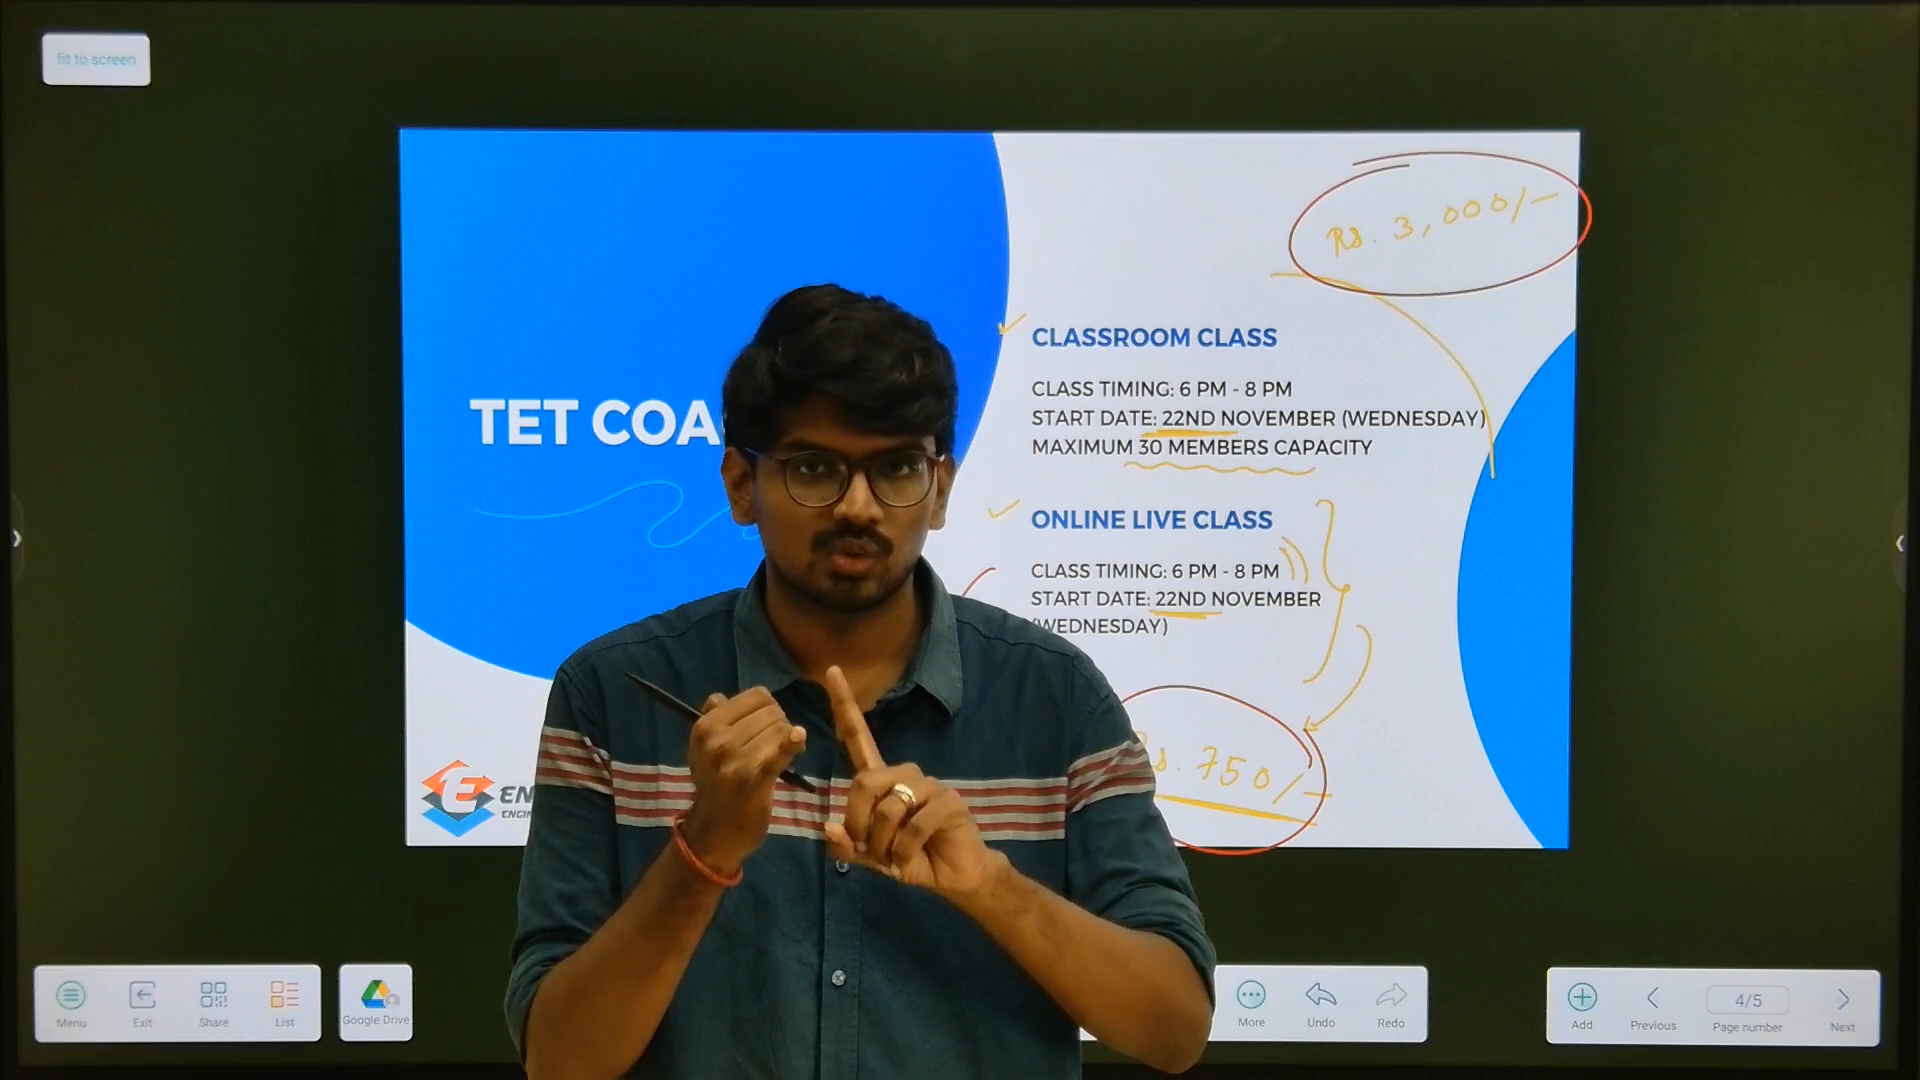 fit to screen
Rs. 3,000/-
CLASSROOM CLASS
CLASS TIMING: 6 PM - 8 PM
START DATE: 22ND NOVEMBER (WEDNESDAY)
MAXIMUM 30 MEMBERS CAPACITY
TET COA
ONLINE LIVE CLASS
CLASS TIMING: 6 PM - 8 PM
START DATE: 22ND NOVEMBER
(WEDNESDAY)
s. 750/-
EN
ENGIN
Menu
Exit
Share
List
Google Drive
More
Undo
Redo
Add
Previous
4/5
Page number
Next